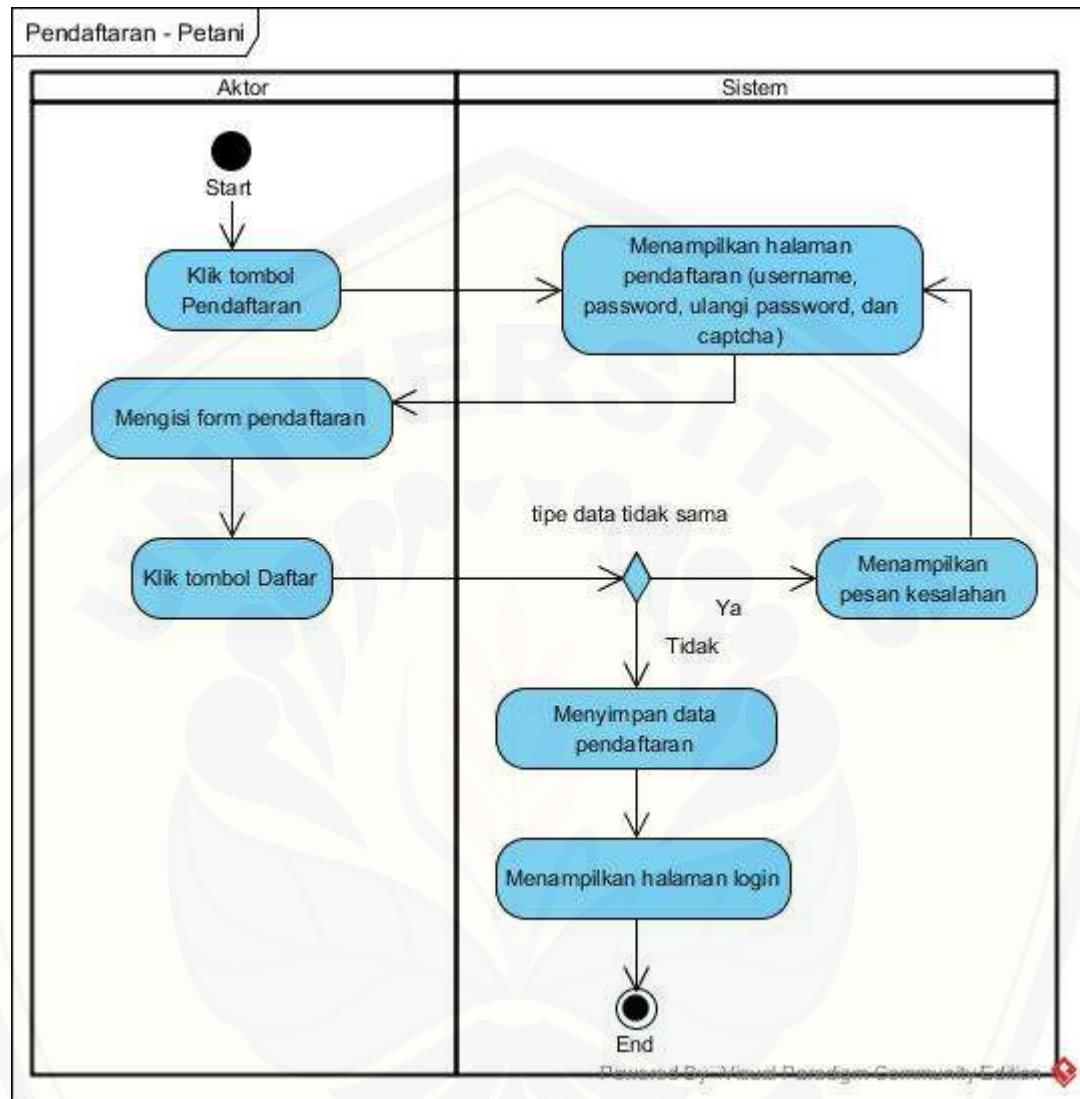 Pendaftaran - Petani
Aktor
Sistem
Start
Klik tombol
Pendaftaran
Menampilkan halaman
pendaftaran (username,
password, ulangi password, dan
captcha)
Mengisi form pendaftaran
tipe data tidak sama
Klik tombol Daftar
Menampilkan
pesan kesalahan
Ya
Tidak
Menyimpan data
pendaftaran
Menampilkan halaman login
End
Powered By Visual Paradigm Community Edition
UNIVERSITA